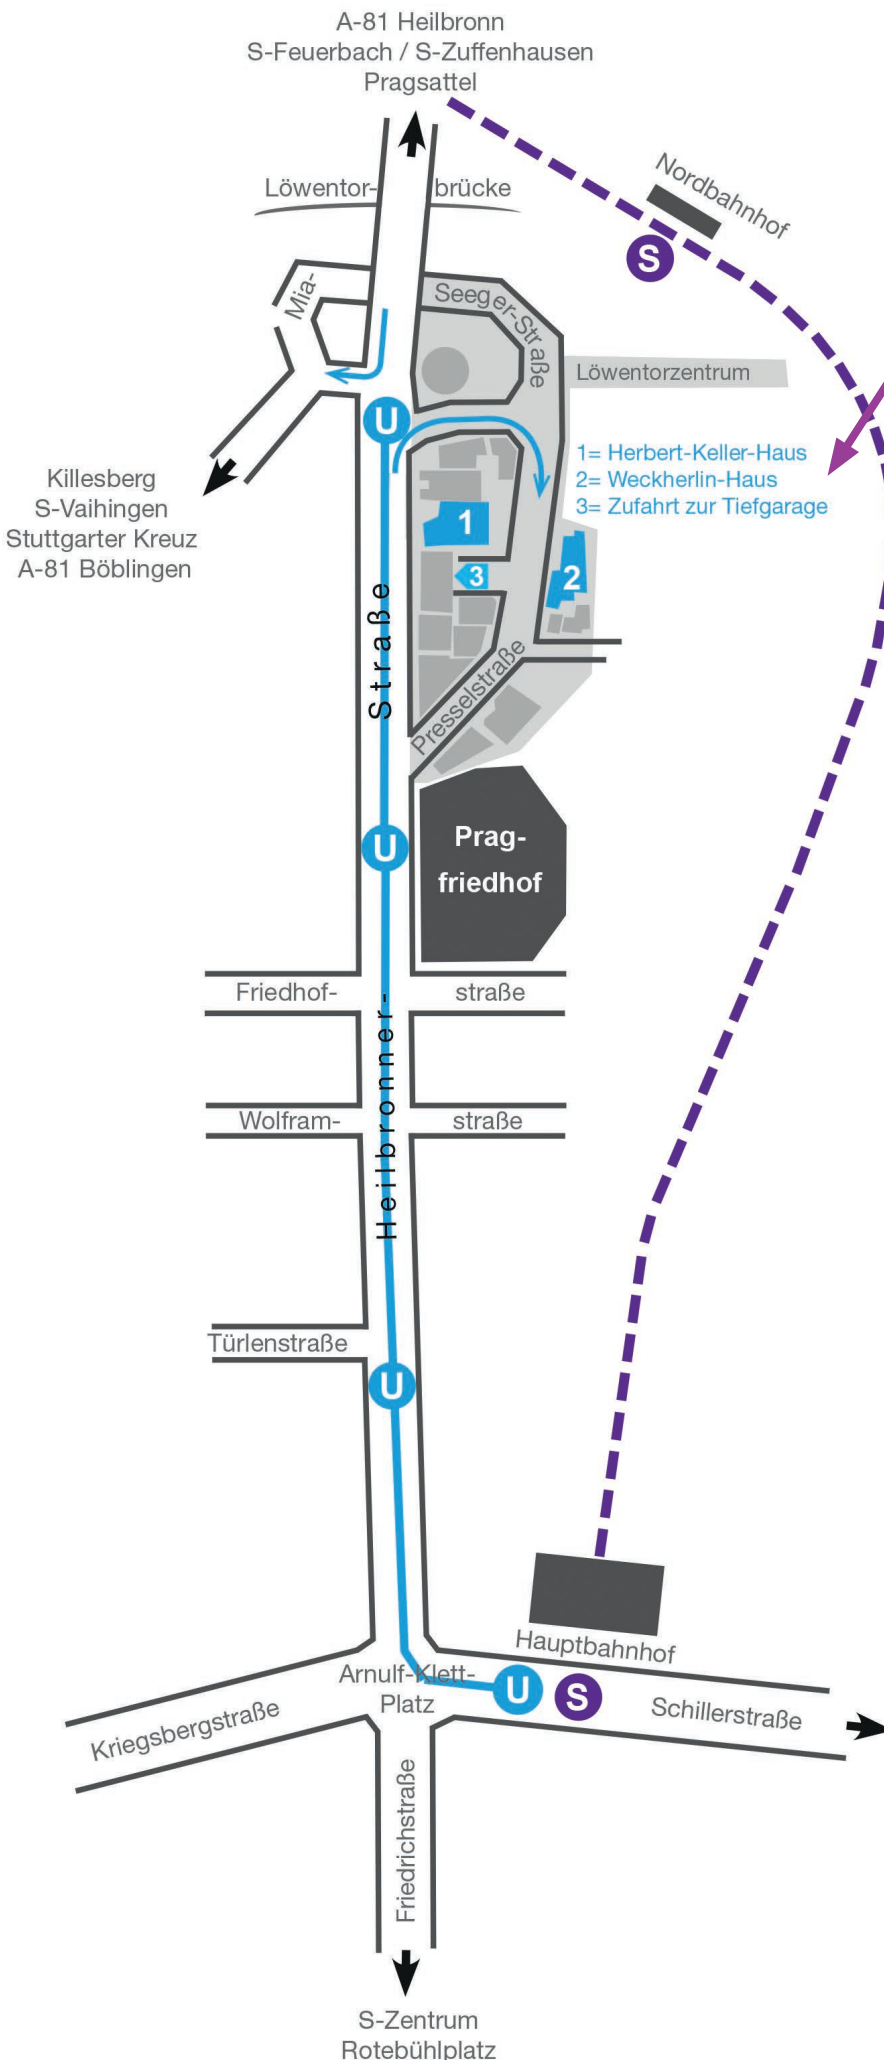 A-81 Heilbronn
S-Feuerbach / S-Zuffenhausen
Pragsattel
Nordbahnhof
Löwentor-
brücke
S
Mia-
Seeger-Straße
Löwentorzentrum
U
1= Herbert-Keller-Haus
2= Weckherlin-Haus
3= Zufahrt zur Tiefgarage
Killesberg
S-Vaihingen
Stuttgarter Kreuz
A-81 Böblingen
1
3
2
Straße
Presselstraße
U
Prag-
friedhof
Friedhof-
straße
Heilbronner-
Wolfram-
straße
Türlenstraße
U
Hauptbahnhof
Arnulf-Klett-
Platz
U
S
Schillerstraße
Kriegsbergstraße
Friedrichstraße
S-Zentrum
Rotebühlplatz